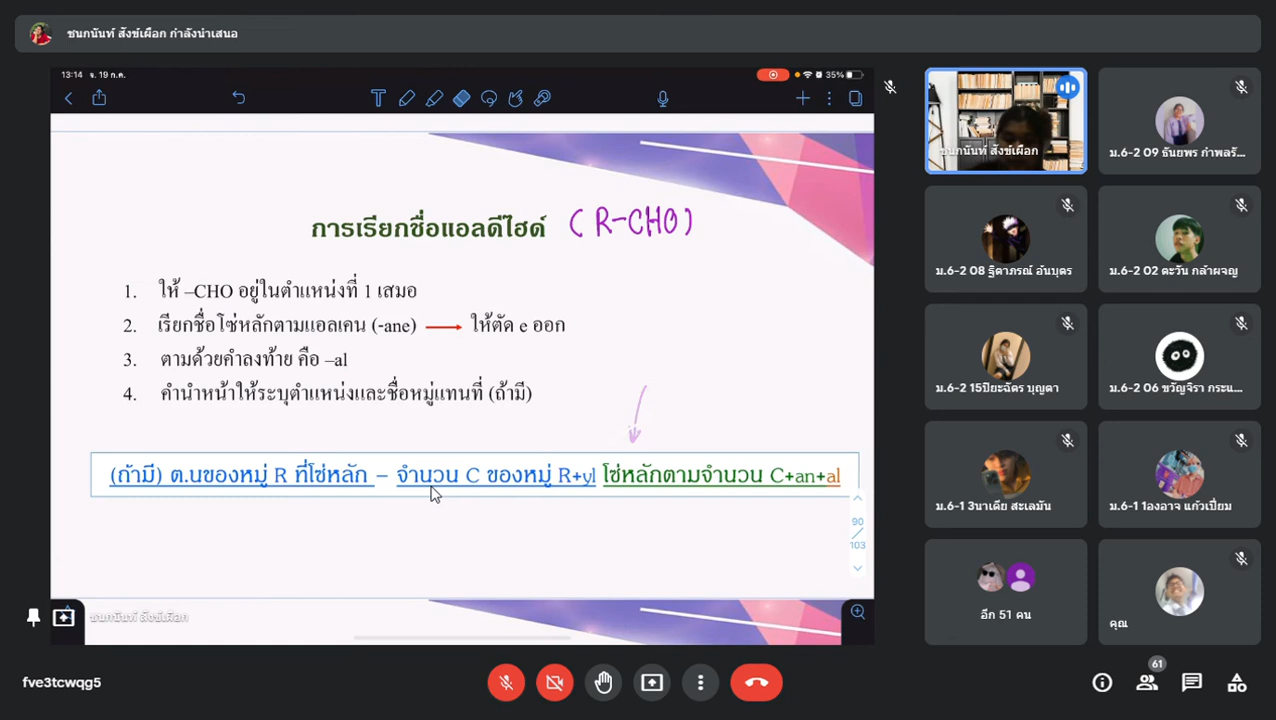 ชนกนันท์ สังข์เผือก กำลังนำเสนอ
13:14 จ. 19 ก.ค.
35%
การเรียกชื่อแอลดีไฮด์ (R-CHO)
1. ให้ –CHO อยู่ในตำแหน่งที่ 1 เสมอ
2. เรียกชื่อโซ่หลักตามแอลเคน (-ane) → ให้ตัด e ออก
3. ตามด้วยคำลงท้าย คือ –al
4. คำนำหน้าให้ระบุตำแหน่งและชื่อหมู่แทนที่ (ถ้ามี)
(ถ้ามี) ต.นของหมู่ R ที่โซ่หลัก – จำนวน C ของหมู่ R+yl โซ่หลักตามจำนวน C+an+al
90
103
ชนกนันท์ สังข์เผือก
ชนกนันท์ สังข์เผือก
ม.6-2 09 ธันยพร กำพลรั...
ม.6-2 08 ฐิตาภรณ์ อันบุตร
ม.6-2 02 ตะวัน กล้าผจญ
ม.6-2 15ปิยะฉัตร บุญตา
ม.6-2 06 ขวัญจิรา กระแ...
ม.6-1 3นาเดีย สะเลมัน
ม.6-1 1องอาจ แก้วเปี่ยม
อีก 51 คน
คุณ
fve3tcwqg5
61